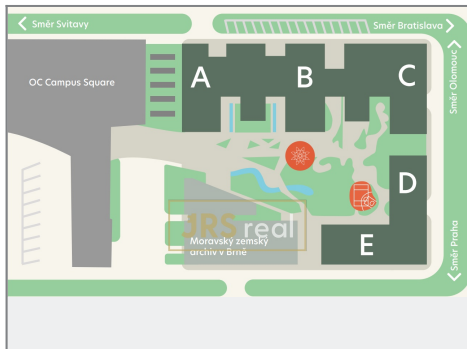 Směr Svitavy
Směr Bratislava
Směr Olomouc
OC Campus Square
A
B
C
D
E
JRS real
Moravský zemský
archiv v Brně
Směr Praha